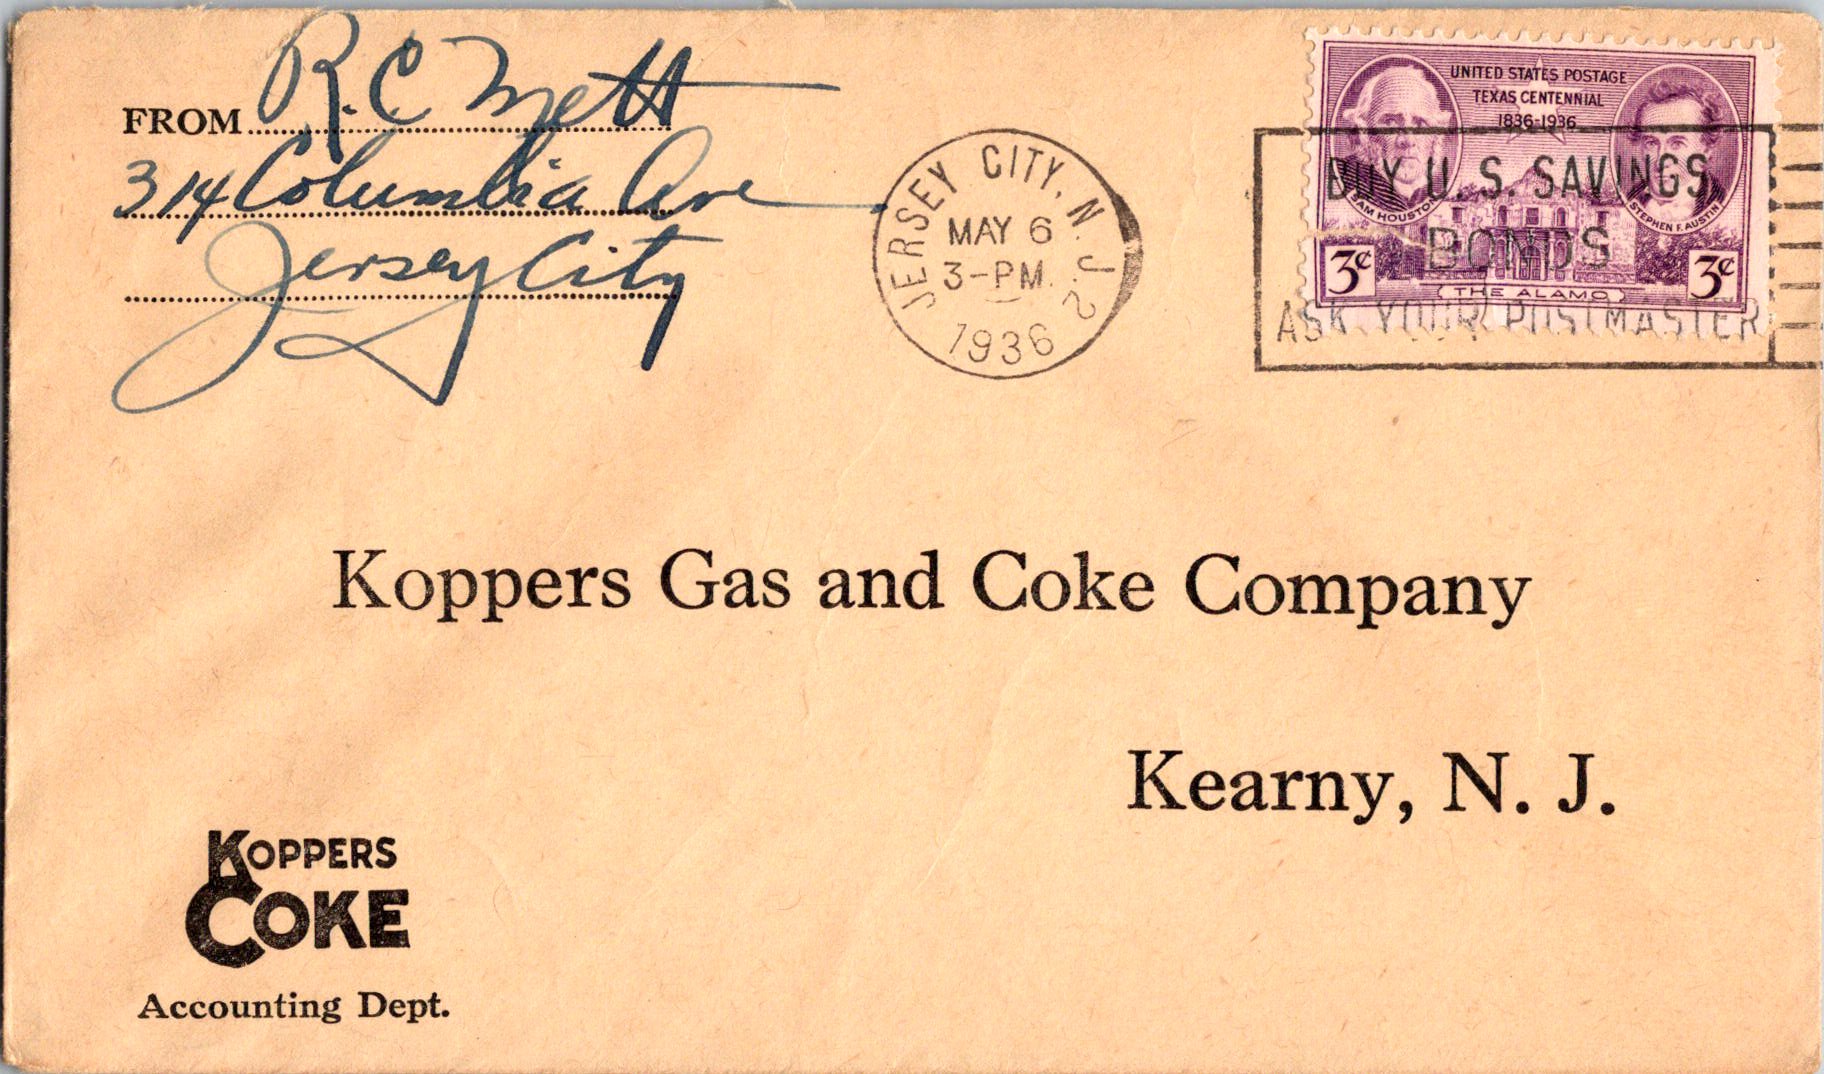 FROM R. C. Mett
314 Columbia Ave
Jersey City
JERSEY CITY, N. J. 2
MAY 6
3-PM.
1936
UNITED STATES POSTAGE
TEXAS CENTENNIAL
1836-1936
SAM HOUSTON
STEPHEN F. AUSTIN
3¢ 3¢
THE ALAMO
BUY U. S. SAVINGS
BONDS
ASK YOUR POSTMASTER
Koppers Gas and Coke Company
Kearny, N. J.
KOPPERS
COKE
Accounting Dept.